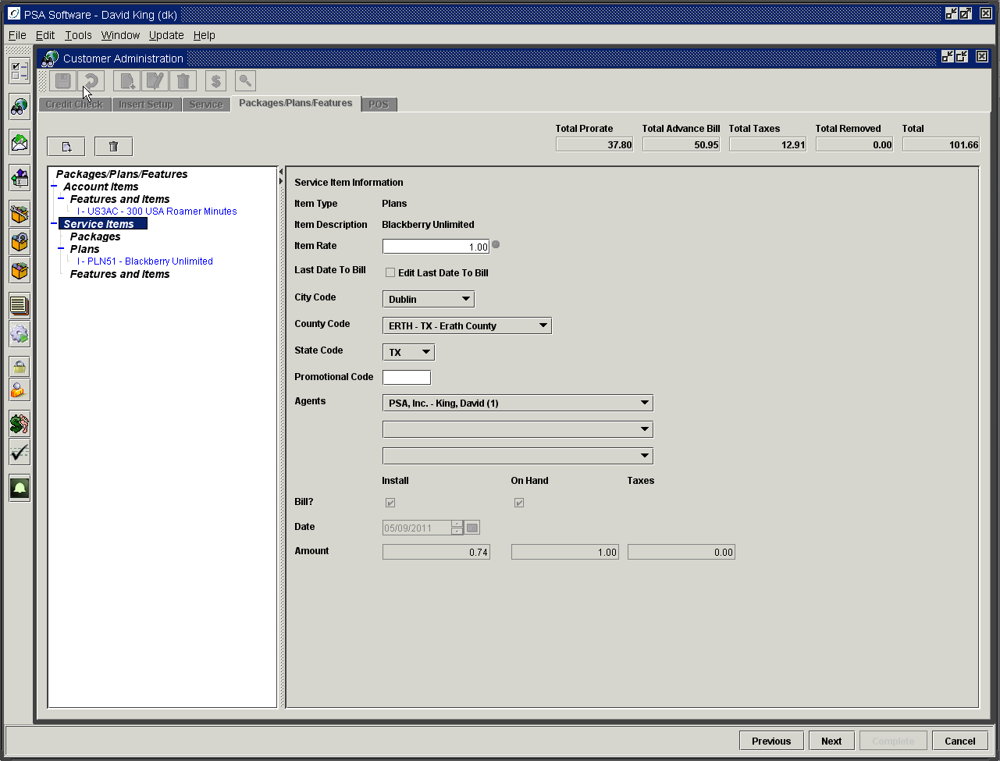 PSA Software - David King (dk)
File Edit Tools Window Update Help
Customer Administration
Credit Check Insert Setup Service Packages/Plans/Features POS
Total Prorate Total Advance Bill Total Taxes Total Removed Total
37.80 50.95 12.91 0.00 101.66
Packages/Plans/Features
Account Items
Features and Items
I - US3AC - 300 USA Roamer Minutes
Service Items
Packages
Plans
I - PLN51 - Blackberry Unlimited
Features and Items
Service Item Information
Item Type Plans
Item Description Blackberry Unlimited
Item Rate 1.00
Last Date To Bill Edit Last Date To Bill
City Code Dublin
County Code ERTH - TX - Erath County
State Code TX
Promotional Code
Agents PSA, Inc. - King, David (1)
Install On Hand Taxes
Bill?
Date 05/09/2011
Amount 0.74 1.00 0.00
Previous Next Complete Cancel